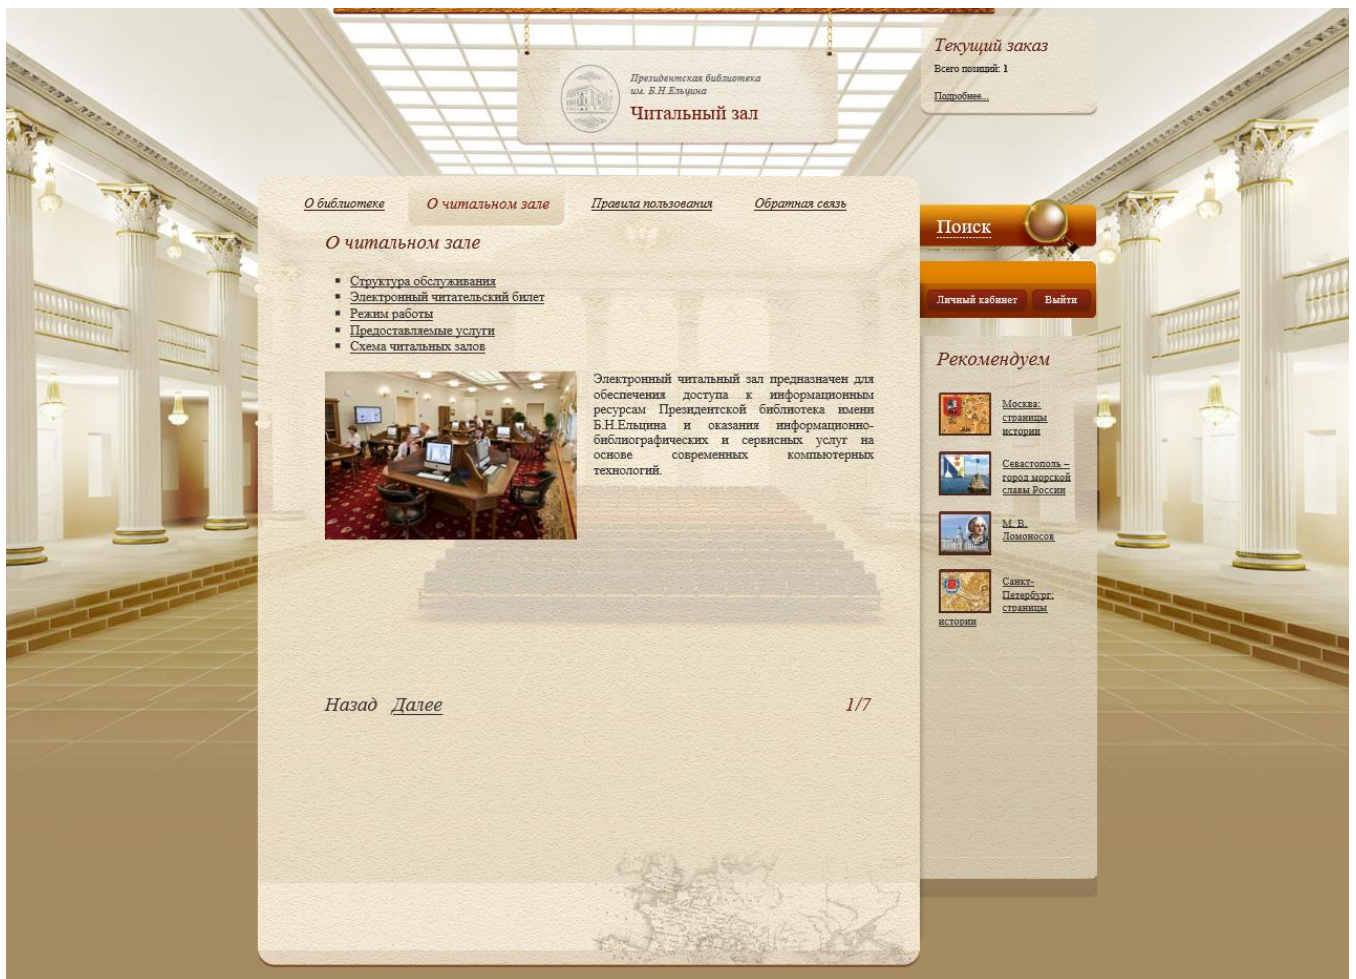 Президентская библиотека
им. Б.Н.Ельцина
Читальный зал
Текущий заказ
Всего позиций: 1
Подробнее...
О библиотеке
О читальном зале
Правила пользования
Обратная связь
О читальном зале
Структура обслуживания
Электронный читательский билет
Режим работы
Предоставляемые услуги
Схема читальных залов
Электронный читальный зал предназначен для
обеспечения доступа к информационным
ресурсам Президентской библиотека имени
Б.Н.Ельцина и оказания информационно-
библиографических и сервисных услуг на
основе современных компьютерных
технологий.
Назад Далее
1/7
Поиск
Личный кабинет
Выйти
Рекомендуем
Москва:
страницы
истории
Севастополь –
город морской
славы России
М. В.
Ломоносов
Санкт-
Петербург:
страницы
истории